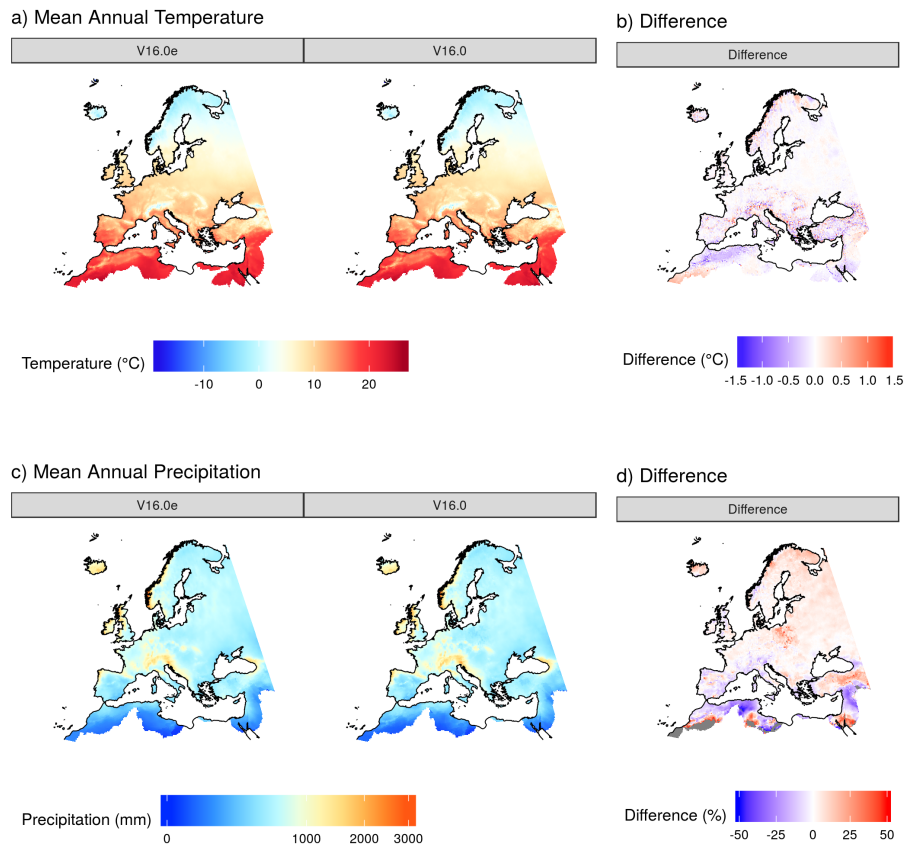 a) Mean Annual Temperature
V16.0e
V16.0
b) Difference
Difference
Temperature (°C)
-10 0 10 20
Difference (°C)
-1.5 -1.0 -0.5 0.0 0.5 1.0 1.5
c) Mean Annual Precipitation
V16.0e
V16.0
d) Difference
Difference
Precipitation (mm)
0 1000 2000 3000
Difference (%)
-50 -25 0 25 50